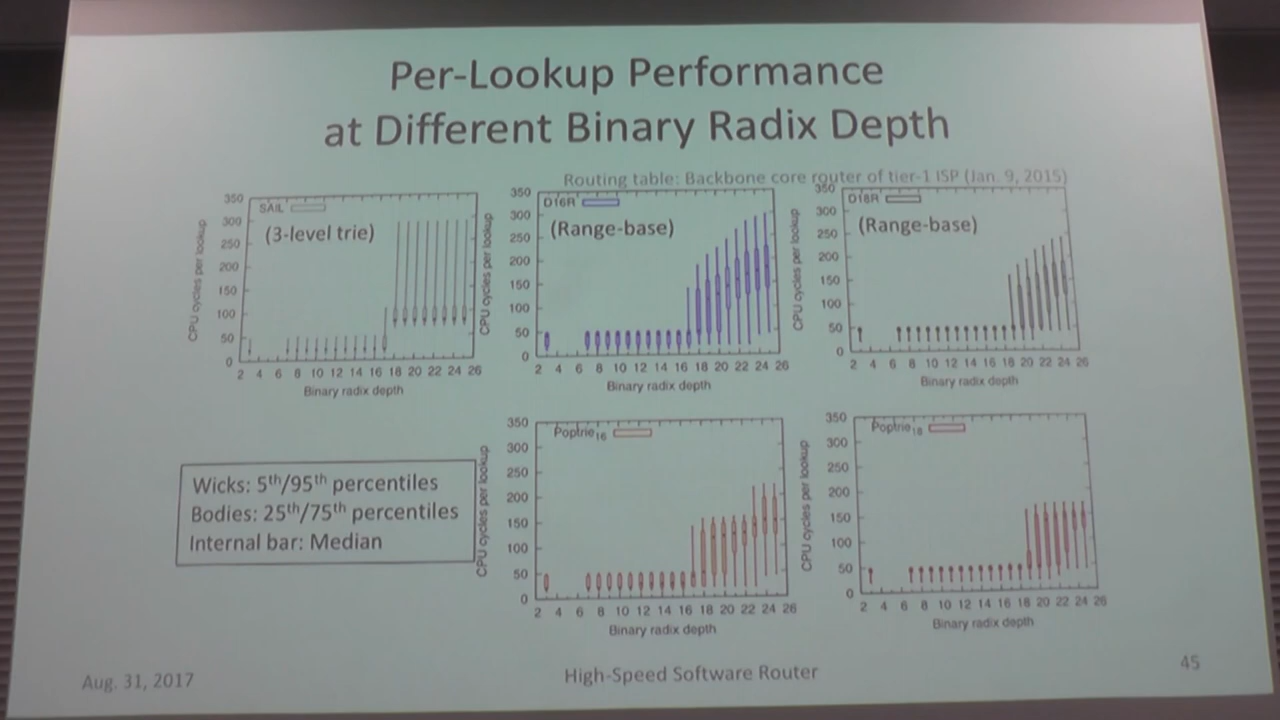 Per-Lookup Performance
at Different Binary Radix Depth
Routing table: Backbone core router of tier-1 ISP (Jan. 9, 2015)
350
300
250
200
150
100
50
0
CPU cycles per lookup
SAIL
(3-level trie)
2 4 6 8 10 12 14 16 18 20 22 24 26
Binary radix depth
350
300
250
200
150
100
50
0
CPU cycles per lookup
D16R
(Range-base)
2 4 6 8 10 12 14 16 18 20 22 24 26
Binary radix depth
350
300
250
200
150
100
50
0
CPU cycles per lookup
D18R
(Range-base)
2 4 6 8 10 12 14 16 18 20 22 24 26
Binary radix depth
Wicks: 5th/95th percentiles
Bodies: 25th/75th percentiles
Internal bar: Median
350
300
250
200
150
100
50
0
CPU cycles per lookup
Poptrie16
2 4 6 8 10 12 14 16 18 20 22 24 26
Binary radix depth
350
300
250
200
150
100
50
0
CPU cycles per lookup
Poptrie18
2 4 6 8 10 12 14 16 18 20 22 24 26
Binary radix depth
Aug. 31, 2017
High-Speed Software Router
45